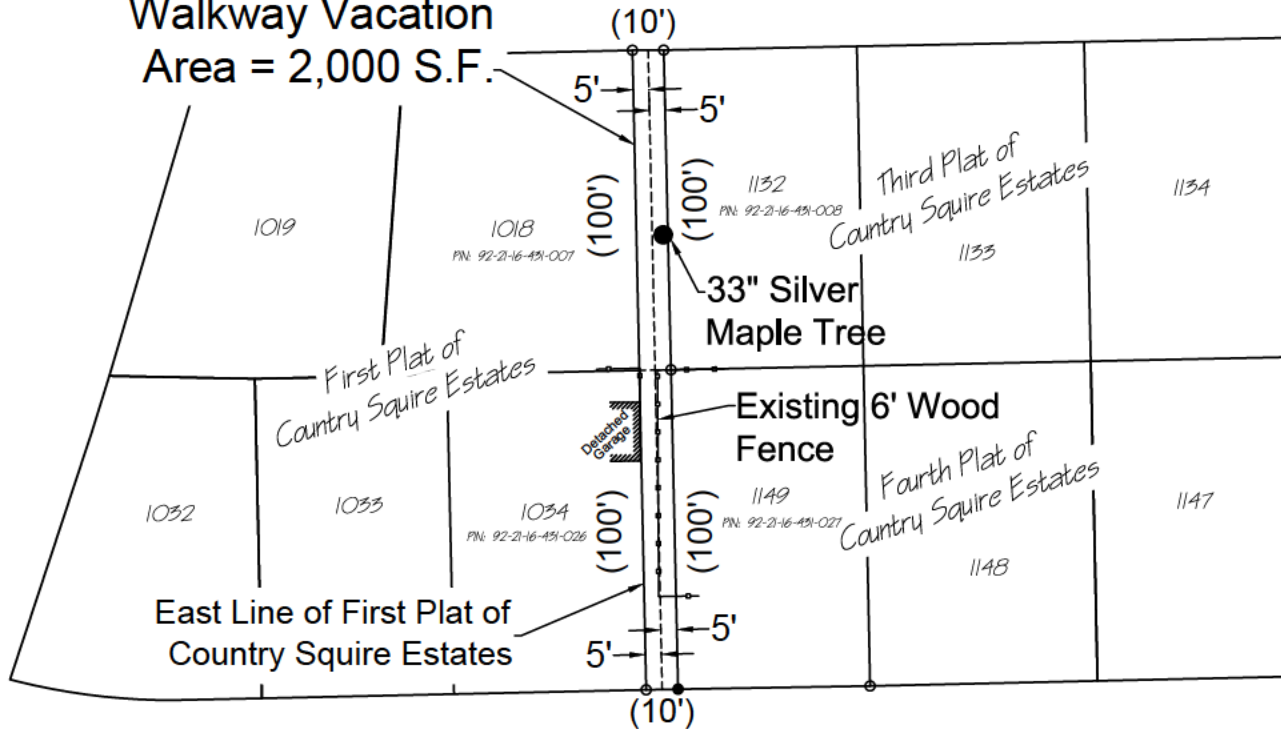 Walkway Vacation
Area = 2,000 S.F.
(10')
5'
5'
(100')
(100')
1019
1018
PIN: 92-21-16-431-007
1132
PIN: 92-21-16-431-008
Third Plat of
Country Squire Estates
1133
1134
33" Silver
Maple Tree
First Plat of
Country Squire Estates
Detached
Garage
Existing 6' Wood
Fence
1032
1033
1034
PIN: 92-21-16-431-026
(100')
(100')
1149
PIN: 92-21-16-431-027
Fourth Plat of
Country Squire Estates
1148
1147
East Line of First Plat of
Country Squire Estates
5'
5'
(10')